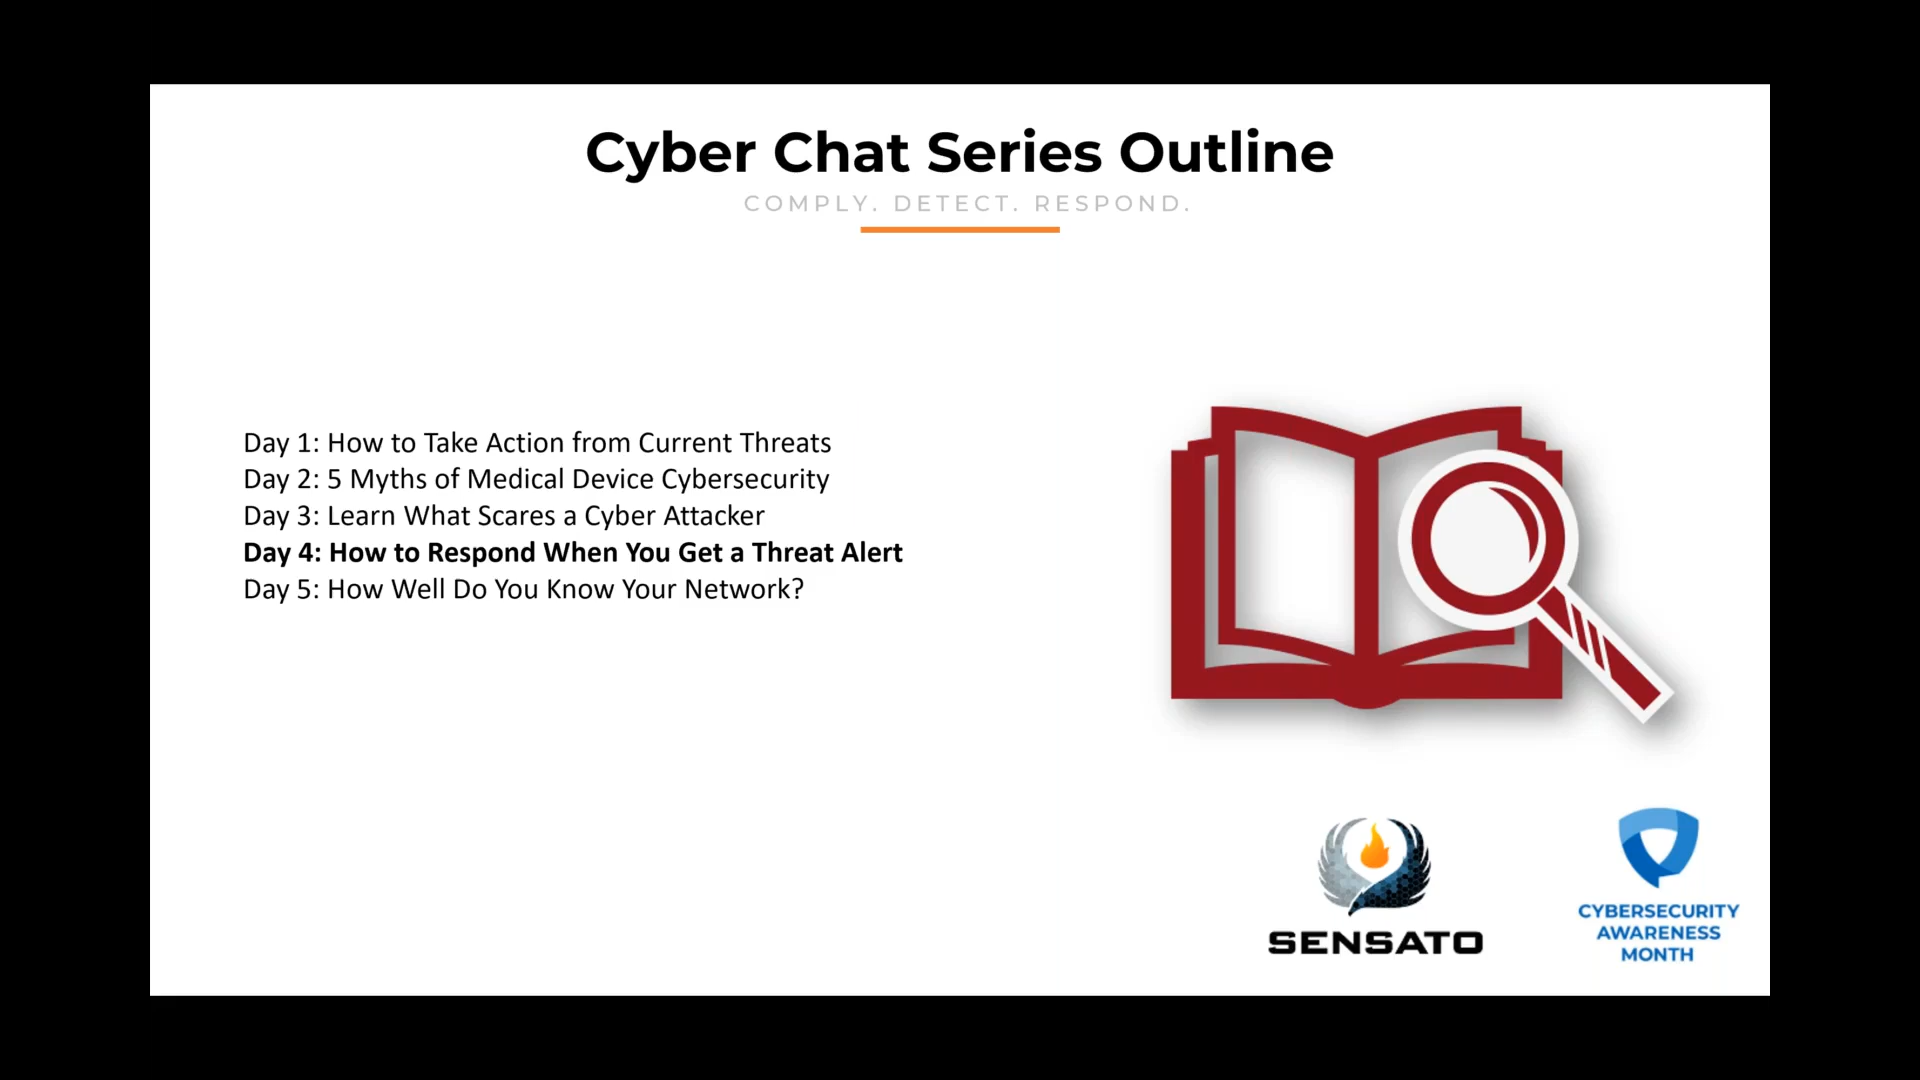 Cyber Chat Series Outline
COMPLY. DETECT. RESPOND.
Day 1: How to Take Action from Current Threats
Day 2: 5 Myths of Medical Device Cybersecurity
Day 3: Learn What Scares a Cyber Attacker
Day 4: How to Respond When You Get a Threat Alert
Day 5: How Well Do You Know Your Network?
SENSATO
CYBERSECURITY
AWARENESS
MONTH